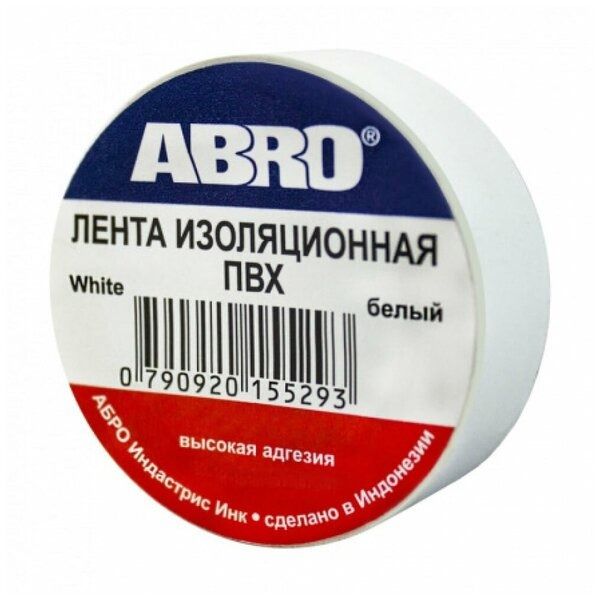 ABRO®
ЛЕНТА ИЗОЛЯЦИОННАЯ
ПВХ
White
белый
0 790920 155293
высокая адгезия
АБРО Индастрис Инк • сделано в Индонезии